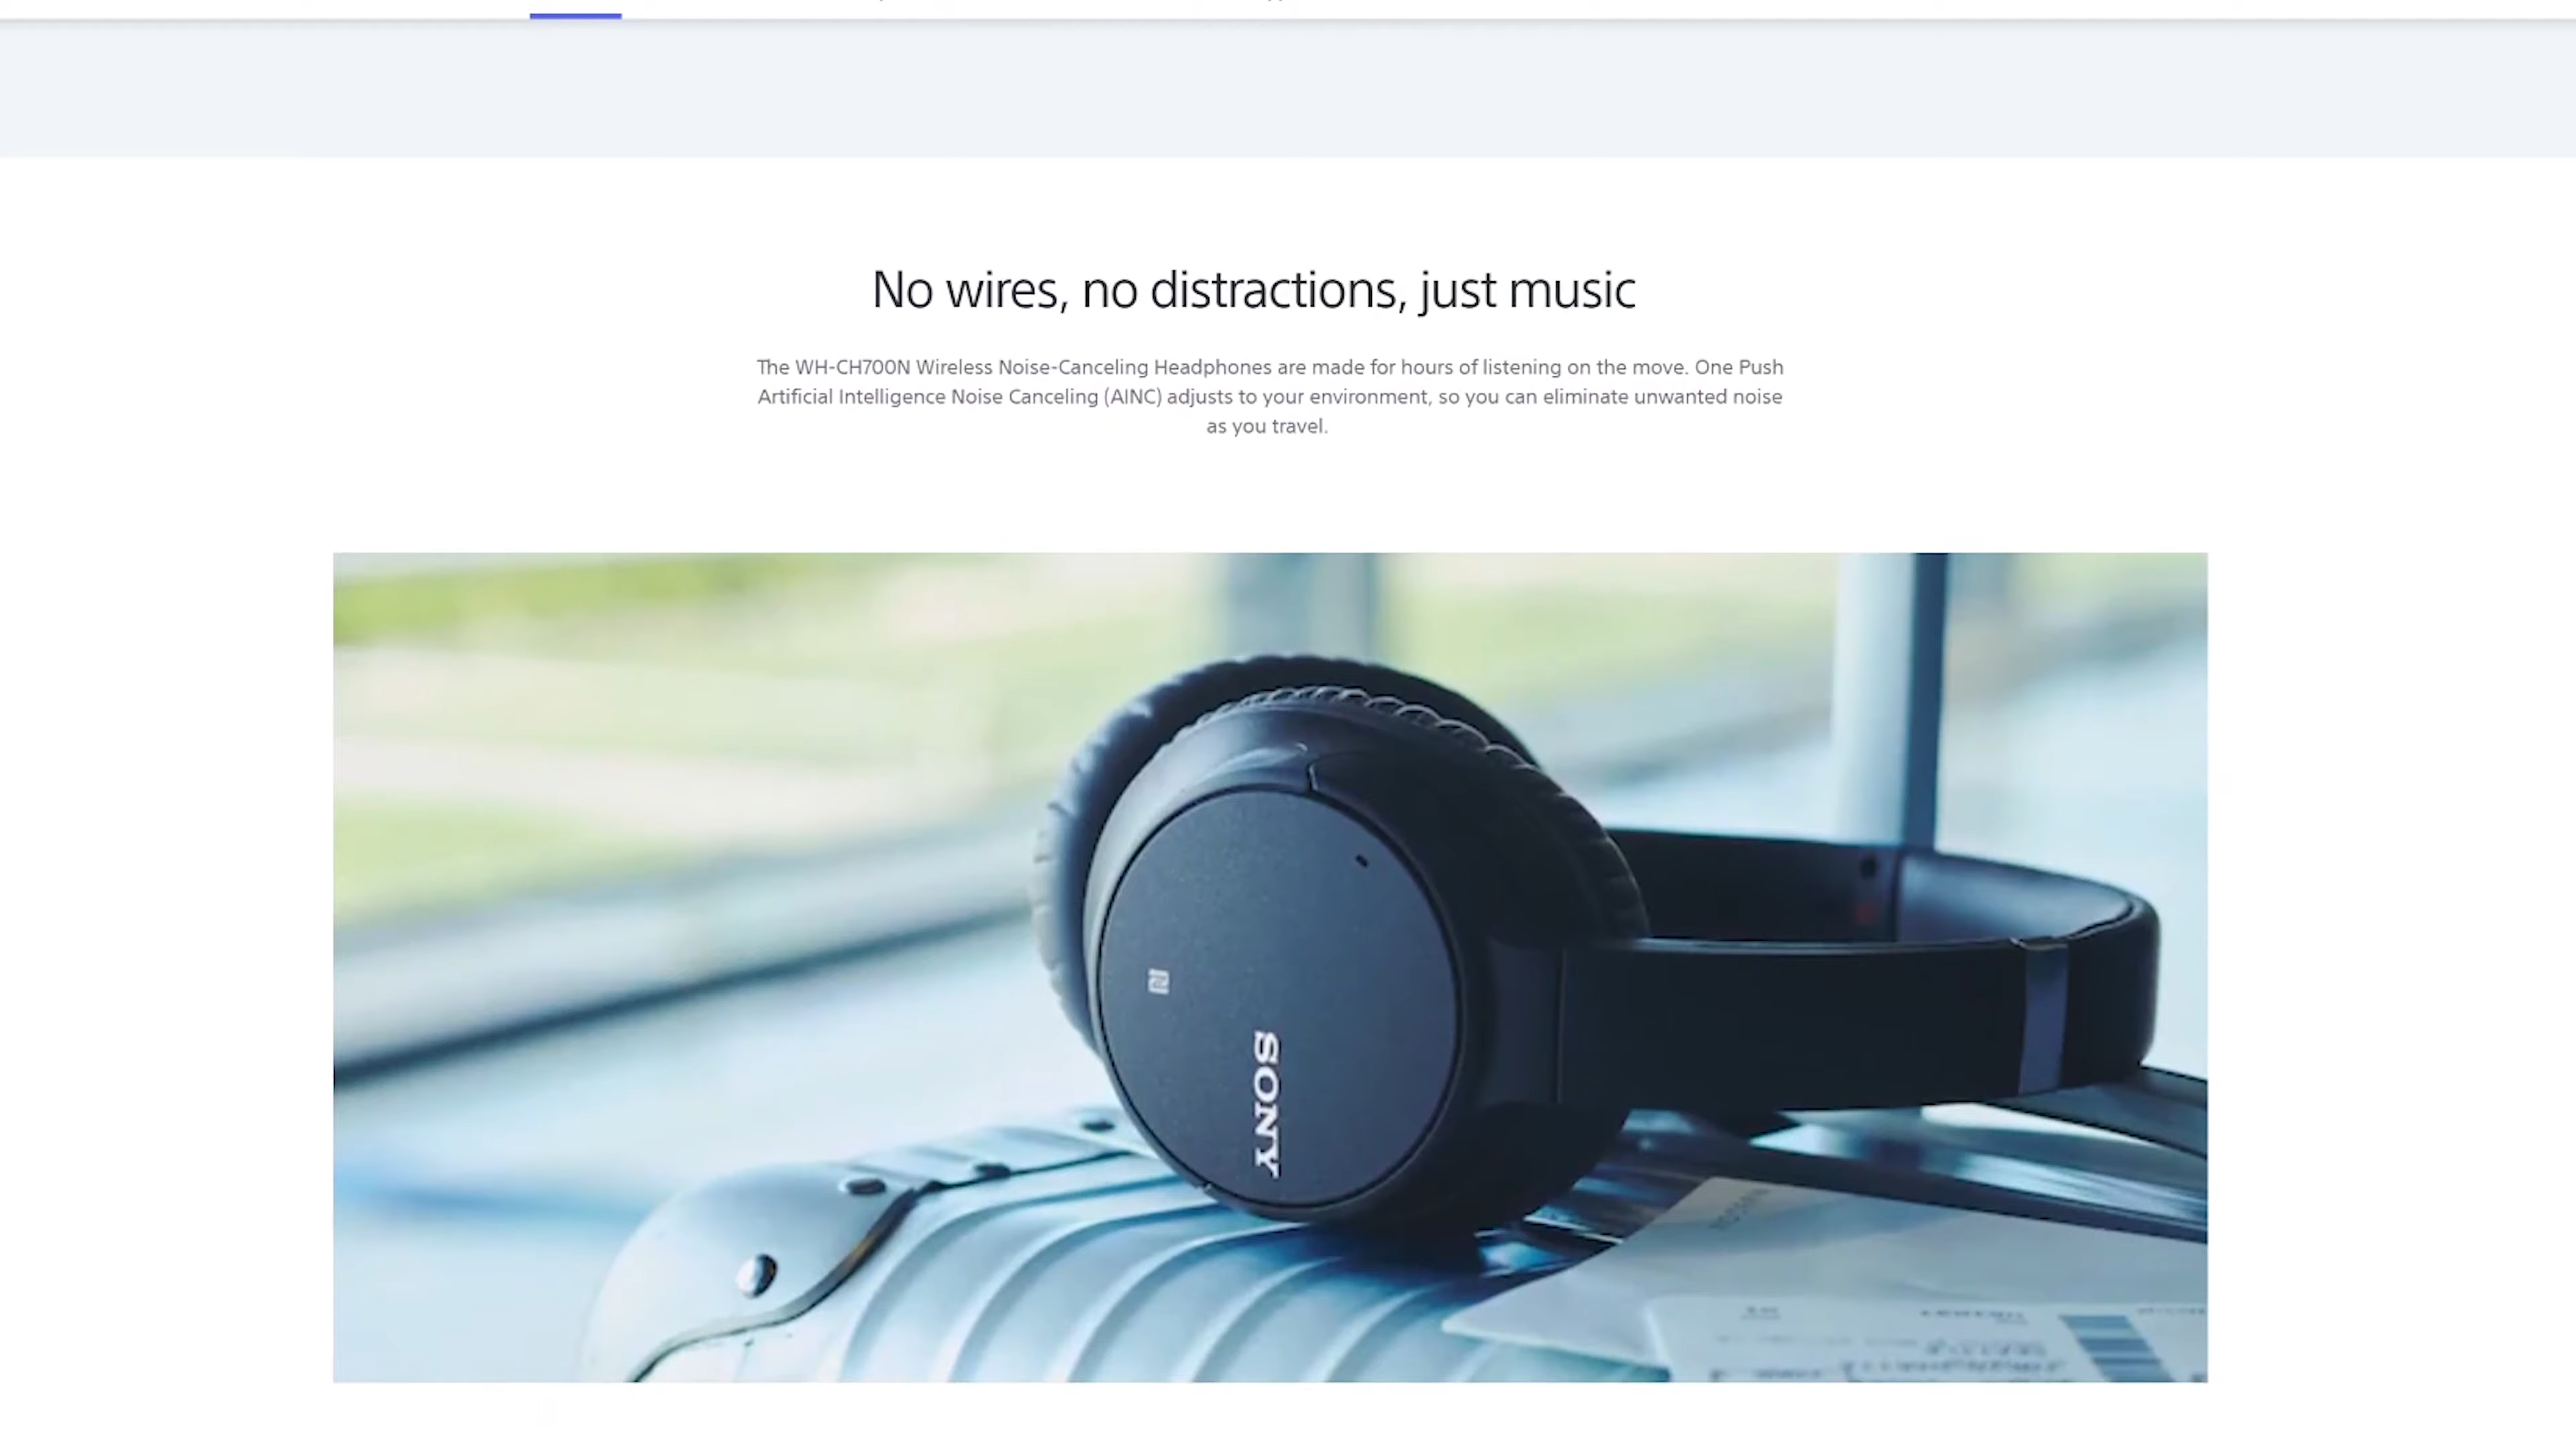 No wires, no distractions, just music
The WH-CH700N Wireless Noise-Canceling Headphones are made for hours of listening on the move. One Push
Artificial Intelligence Noise Canceling (AINC) adjusts to your environment, so you can eliminate unwanted noise
as you travel.
SONY